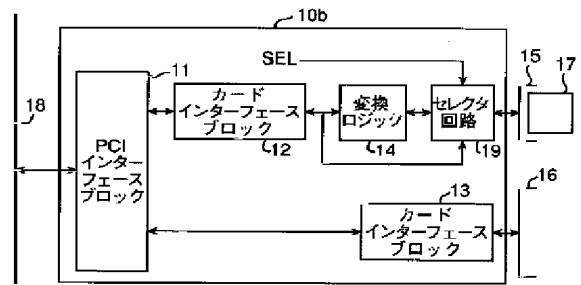 10b
SEL
15
17
11
18
カード
インターフェース
ブロック
12
変換
ロジック
14
セレクタ
回路
19
PCI
インター
フェース
ブロック
13
16
カード
インターフェース
ブロック